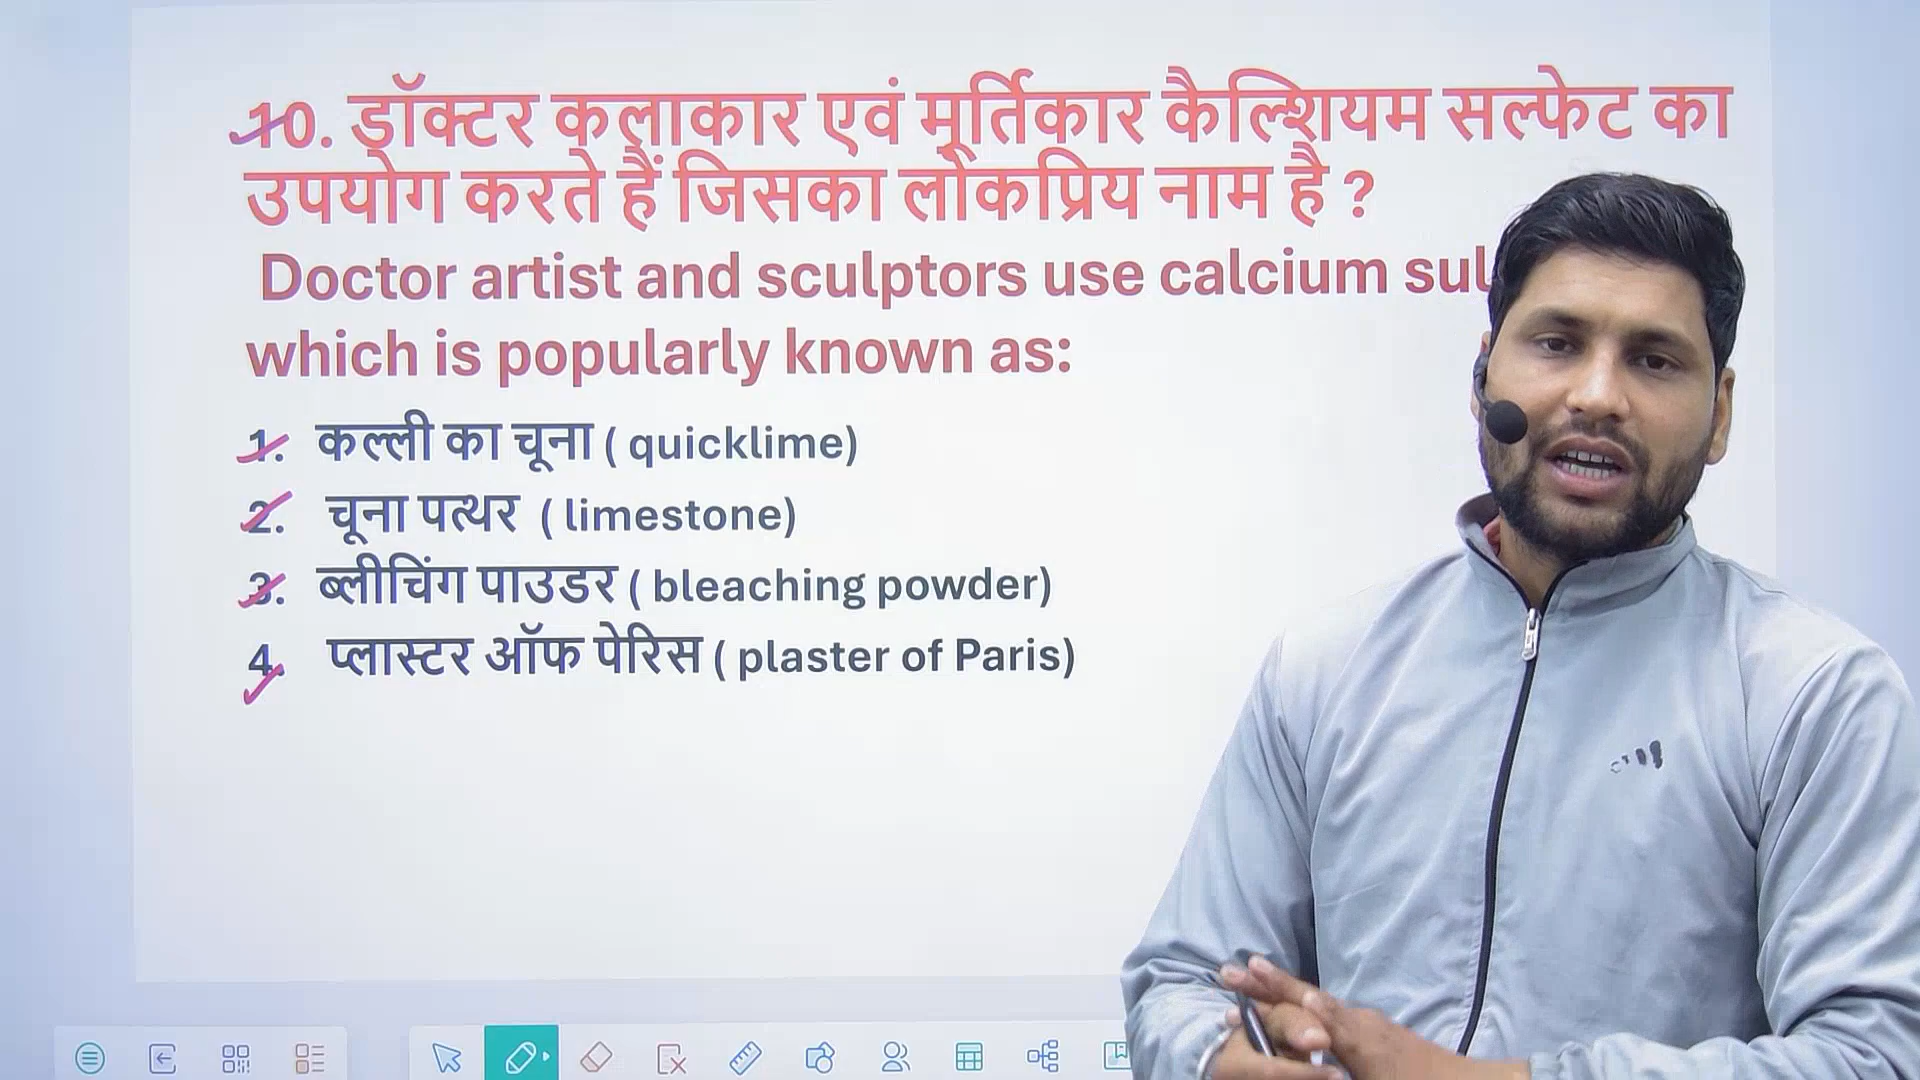 10. डॉक्टर कलाकार एवं मूर्तिकार कैल्शियम सल्फेट का
उपयोग करते हैं जिसका लोकप्रिय नाम है ?
Doctor artist and sculptors use calcium
which is popularly known as:
1. कल्ली का चूना ( quicklime)
2. चूना पत्थर ( limestone)
3. ब्लीचिंग पाउडर ( bleaching powder)
4. प्लास्टर ऑफ पेरिस ( plaster of Paris)